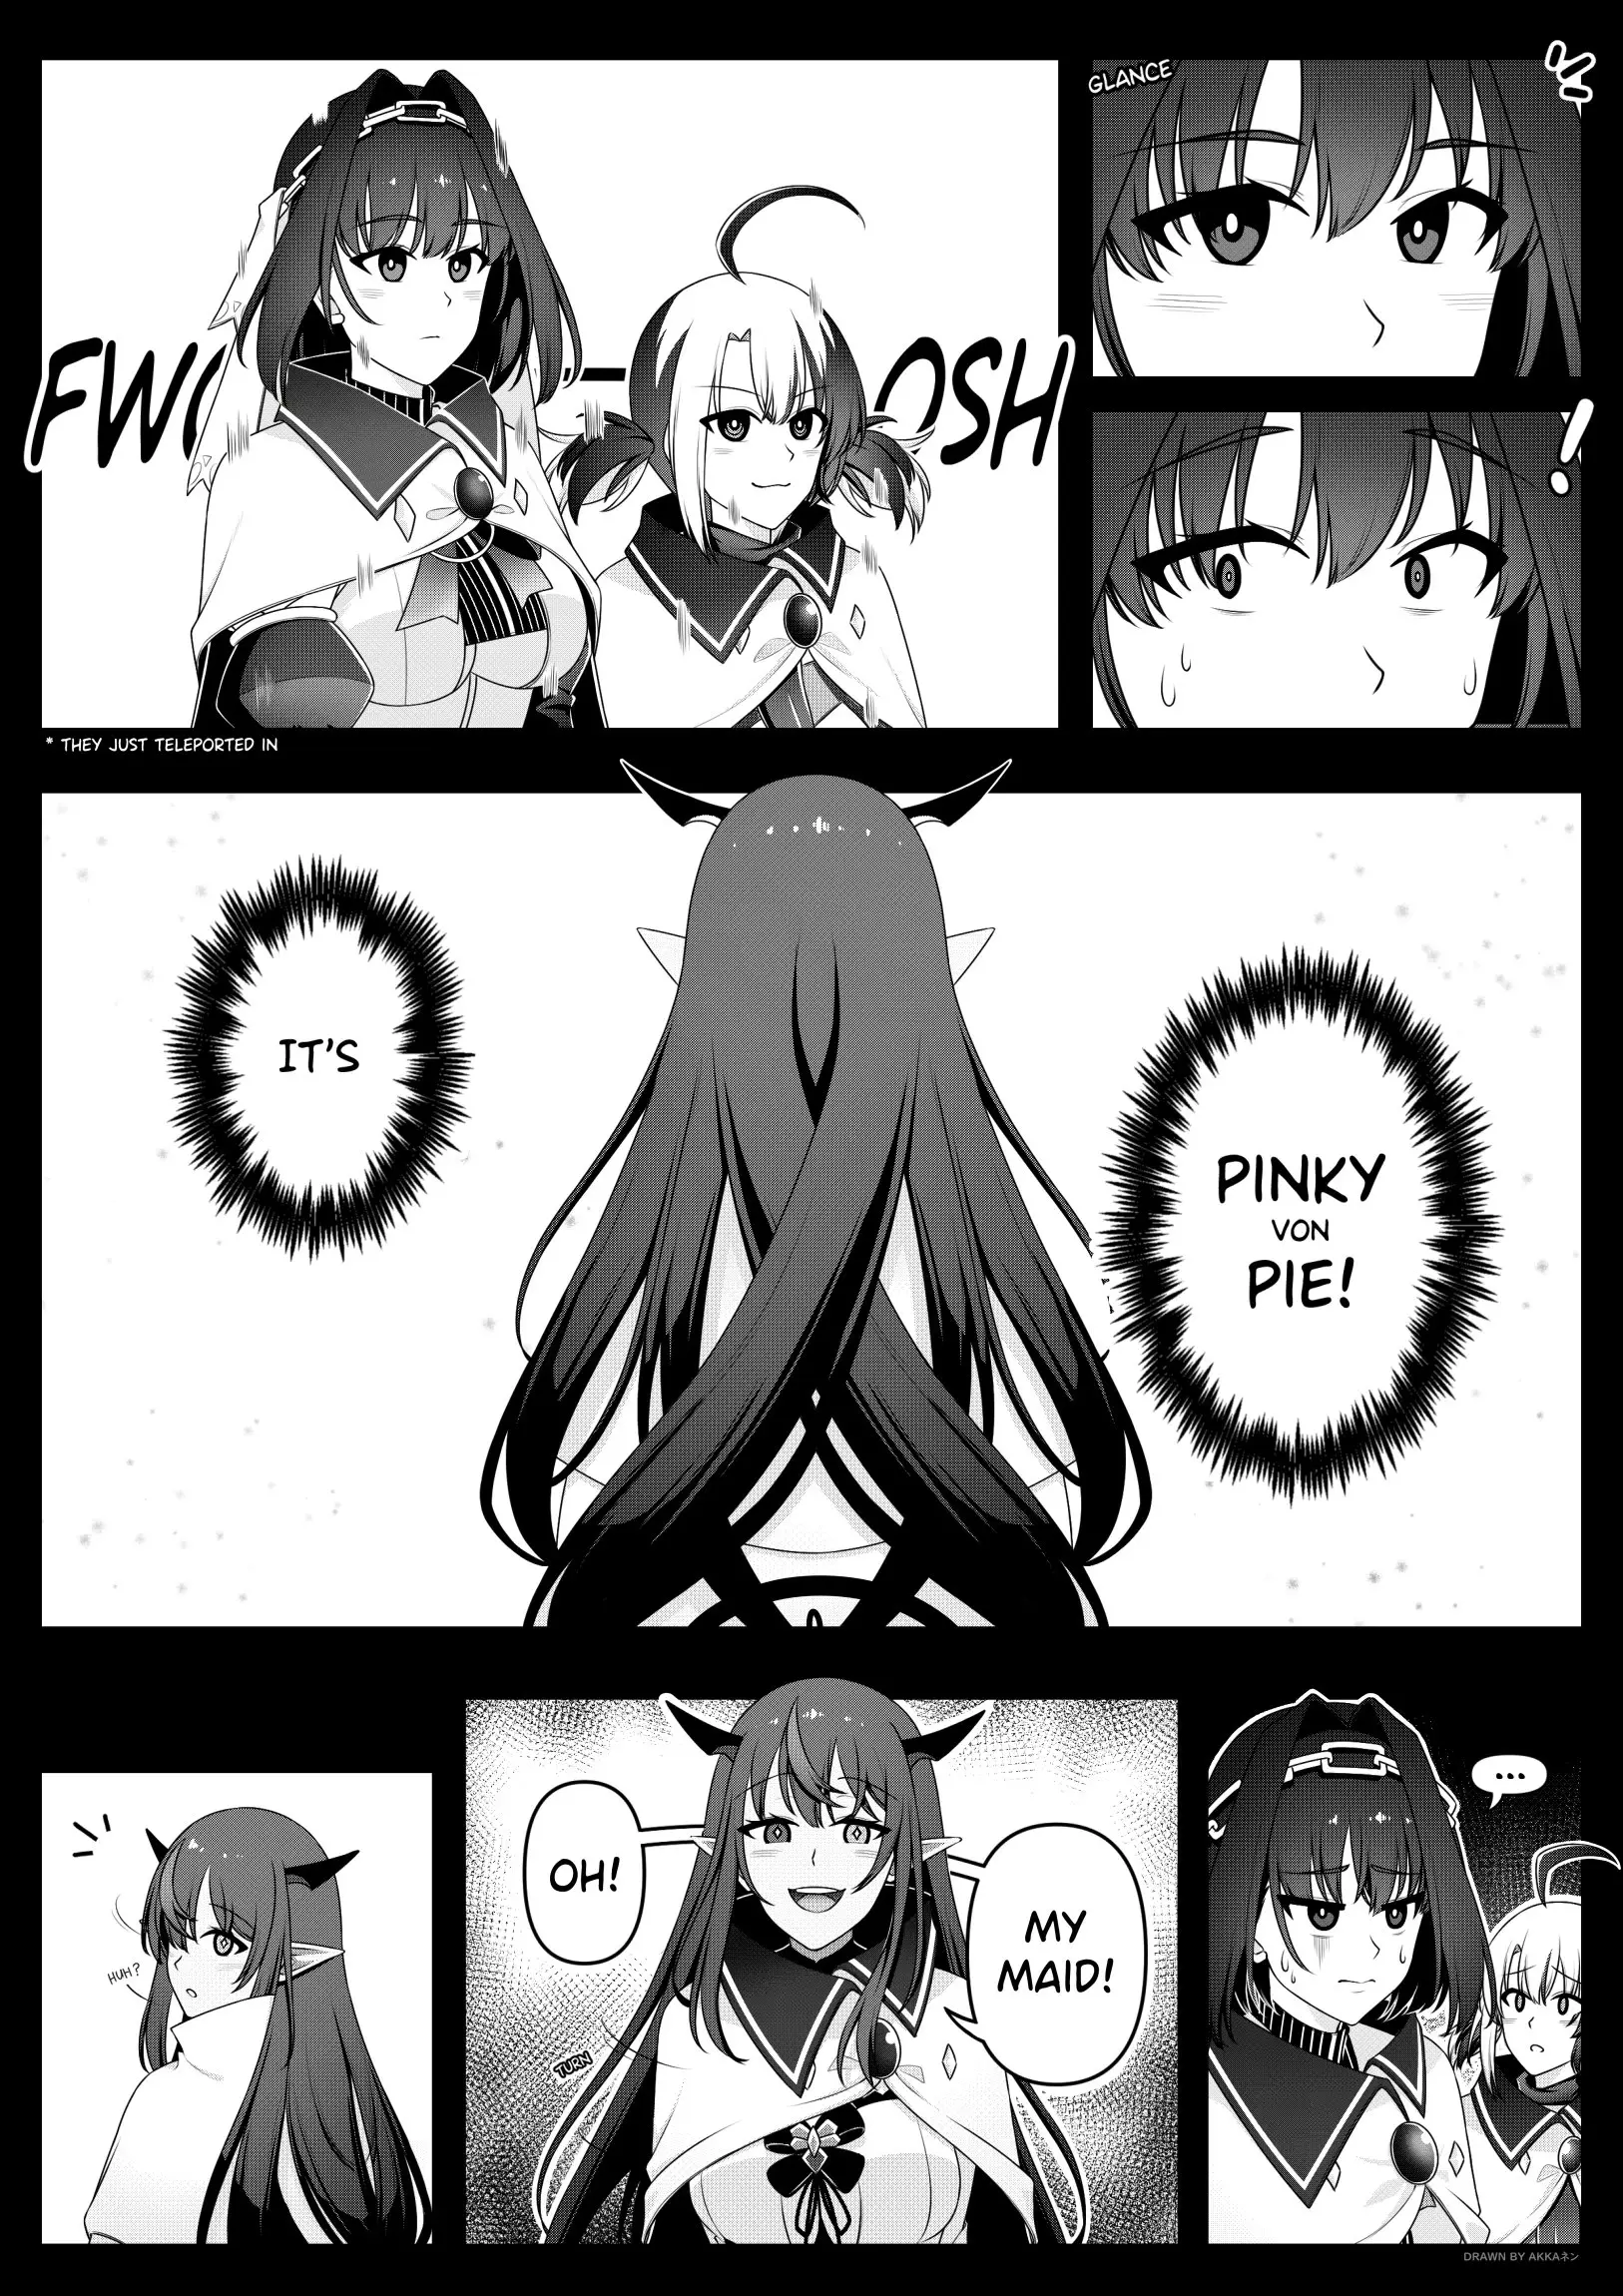 FWO
OSH
GLANCE
!
* THEY JUST TELEPORTED IN
IT'S
PINKY
VON
PIE!
HUH?
OH!
MY
MAID!
TURN
...
DRAWN BY AKKAネン